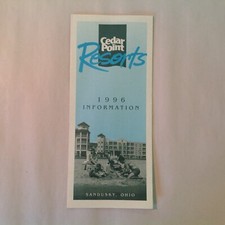 Cedar
Point
Resorts
1996
INFORMATION
SANDUSKY, OHIO